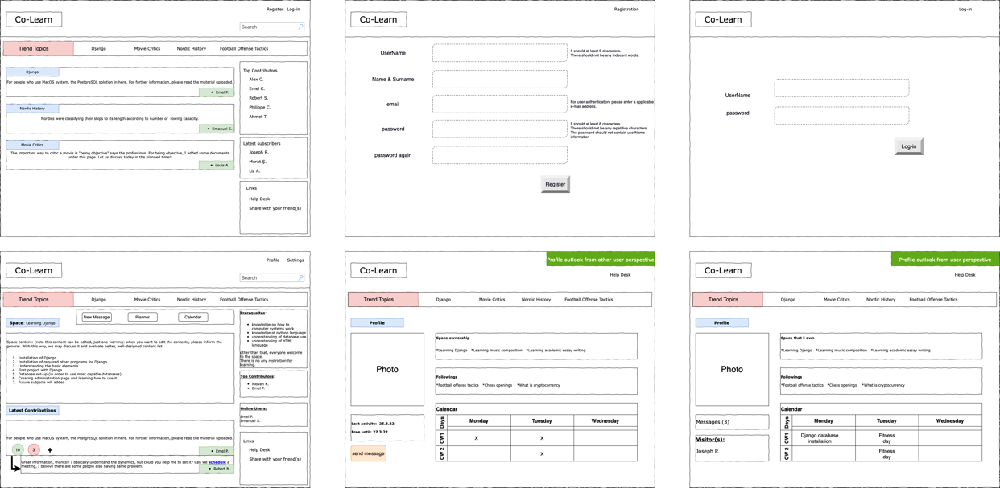 Register Log-in
Co-Learn
Search
Trend Topics Django Movie Critics Nordic History Football Offense Tactics
Django
For people who use MacOS system, the PostgreSQL solution in here. For further information, please read the material uploaded.
Emel P.
Nordic History
Nordics were classifying their ships to its length according to number of rowing capacity.
Emanuel S.
Movie Critics
The important way to critic a movie is "being objective" says the professions. For being objective, I added some documents
under this page. Let us discuss today in the planned time!!
Louis A.
Top Contributors
Alex C.
Emel K.
Robert S.
Philippe C.
Ahmet T.
Latest subscribers
Joseph R.
Murat Ş.
Liz A.
Links
Help Desk
Share with your friend(s)
Registration
Co-Learn
UserName
It should at least 5 characters.
There should not be any indecent words.
Name & Surname
email
For user authentication, please enter a applicable
e-mail address.
password
It should at least 8 characters
There should not be any repetitive characters
The password should not contain userName
information
password again
Register
Log-in
Co-Learn
UserName
password
Log-in
Profile Settings
Co-Learn
Search
Trend Topics Django Movie Critics Nordic History Football Offense Tactics
Space: Learning Django
New Message Planner Calendar
Space content: (note this content can be edited, just one warning: when you want to edit the contents, please inform the
general. With this way, we may discuss it and evaluate better, well-designed content list.
1. Installation of Django
2. Installation of required other programs for Django
3. Understanding the basic elements
4. First project with Django
5. Database set-up (in order to use most capable databases)
6. Creating administration page and learning how to use it
7. Future subjects will added
Latest Contributions
For people who use MacOS system, the PostgreSQL solution in here. For further information, please read the material uploaded.
10 3 +
Emel P.
Great information, thanks!! I basically understand the dynamics, but could you help me to set it? Can we schedule a
meeting, I believe there are some people also having same problem.
Robert M.
Prerequsites:
knowledge on how to
computer systems work
knowledge of python language
understanding of database use
understanding of HTML
language
other than that, everyone welcome
to the space.
There is no any restriction for
learning.
Top Contributors:
Rıdvan K.
Emel P.
Online Users:
Emel P.
Emanuel S.
Links
Help Desk
Share with your friend(s)
Profile outlook from other user perspective
Co-Learn
Help Desk
Trend Topics Django Movie Critics Nordic History Football Offense Tactics
Profile
Photo
Space ownership
*Learning Django *Learning music composition *Learning academic essay writing
Followings
*Football offense tactics *Chess openings *What is cryptocurrency
Last activity: 25.3.22
Free until: 27.3.22
send message
Calendar
Days Monday Tuesday Wednesday
CW1 X X
CW 2 X
Profile outlook from user perspective
Co-Learn
Help Desk
Trend Topics Django Movie Critics Nordic History Football Offense Tactics
Profile
Photo
Space that I own
*Learning Django *Learning music composition *Learning academic essay writing
Followings
*Football offense tactics *Chess openings *What is cryptocurrency
Messages (3)
Visitor(s):
Joseph P.
Calendar
Days Monday Tuesday Wednesday
CW1 Django database
installation Fitness
day
CW 2 Fitness
day